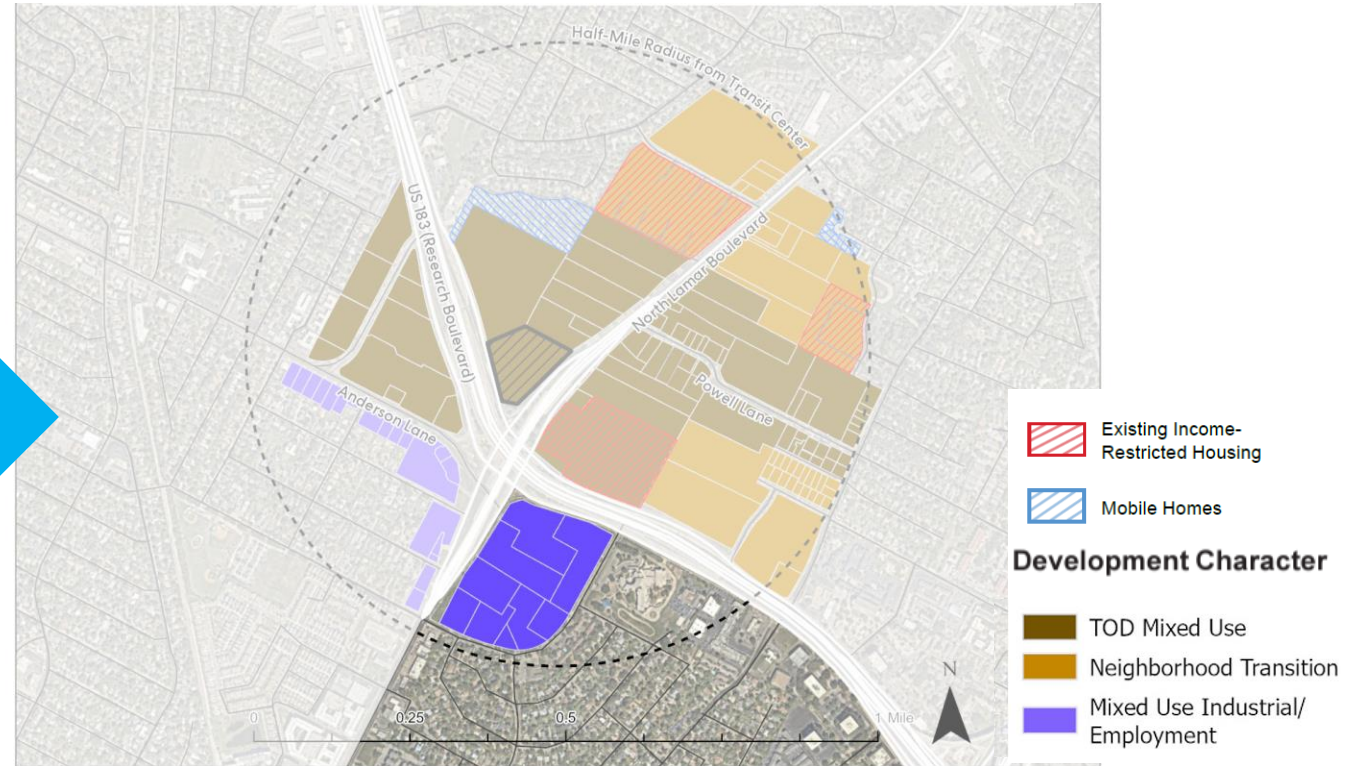 Half-Mile Radius from Transit Center
US 183 (Research Boulevard)
North Lamar Boulevard
Powell Lane
Anderson Lane
N
0
0.25
0.5
1 Mile
Existing Income-
Restricted Housing
Mobile Homes
Development Character
TOD Mixed Use
Neighborhood Transition
Mixed Use Industrial/
Employment